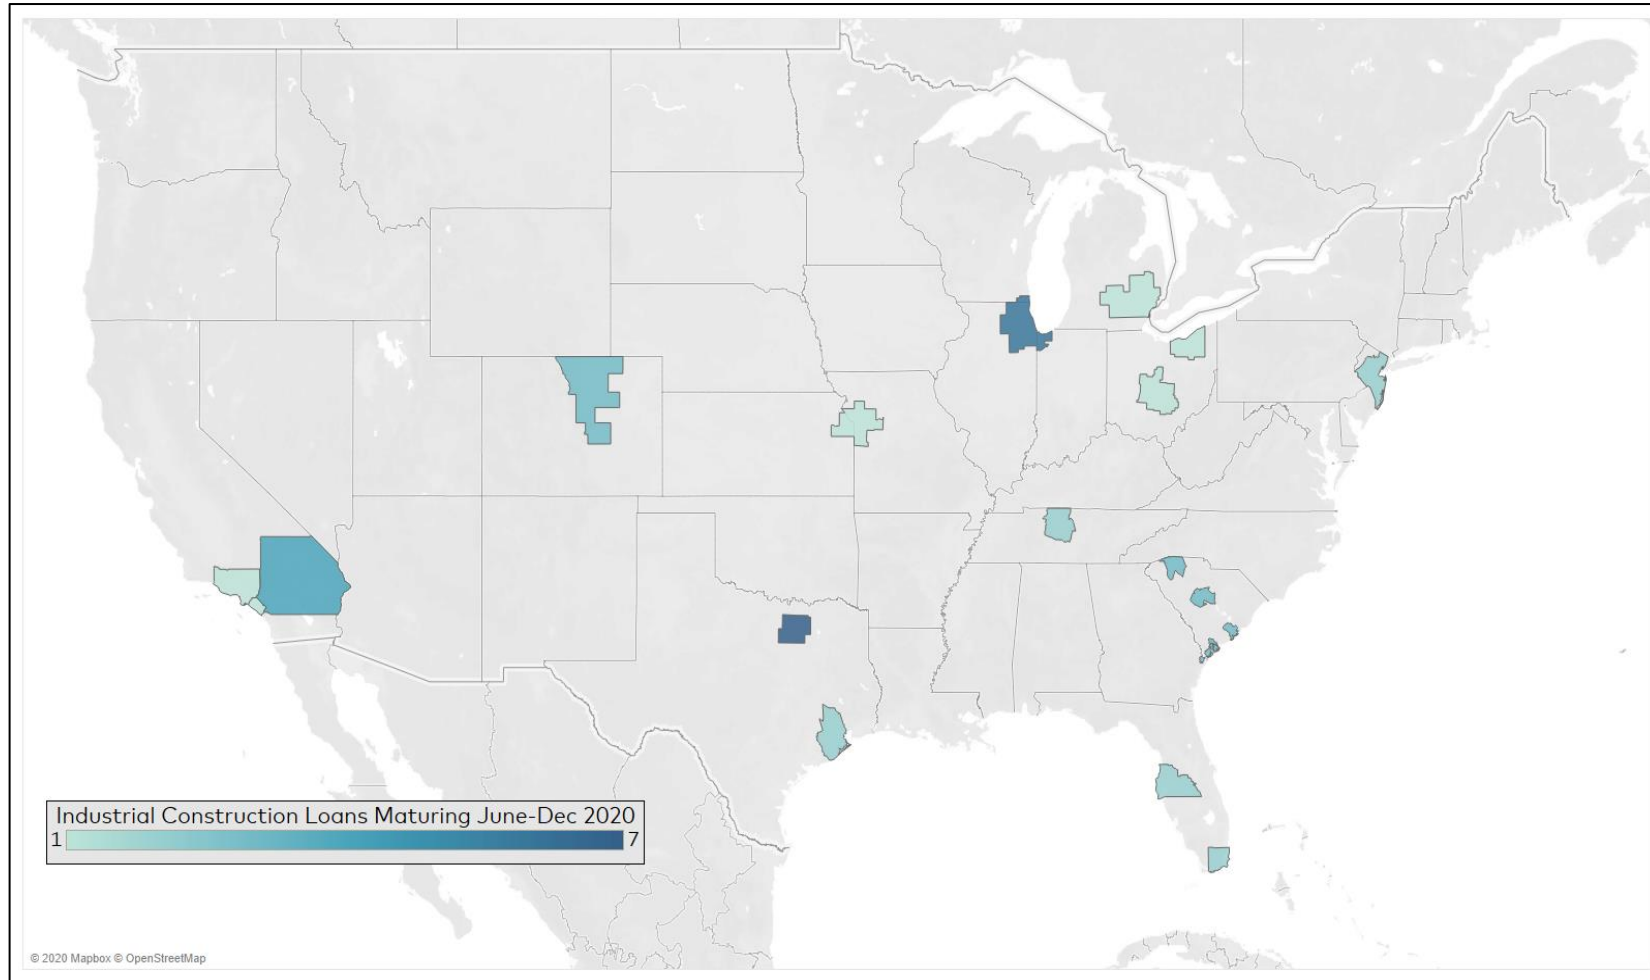 Industrial Construction Loans Maturing June-Dec 2020
1 7
© 2020 Mapbox © OpenStreetMap